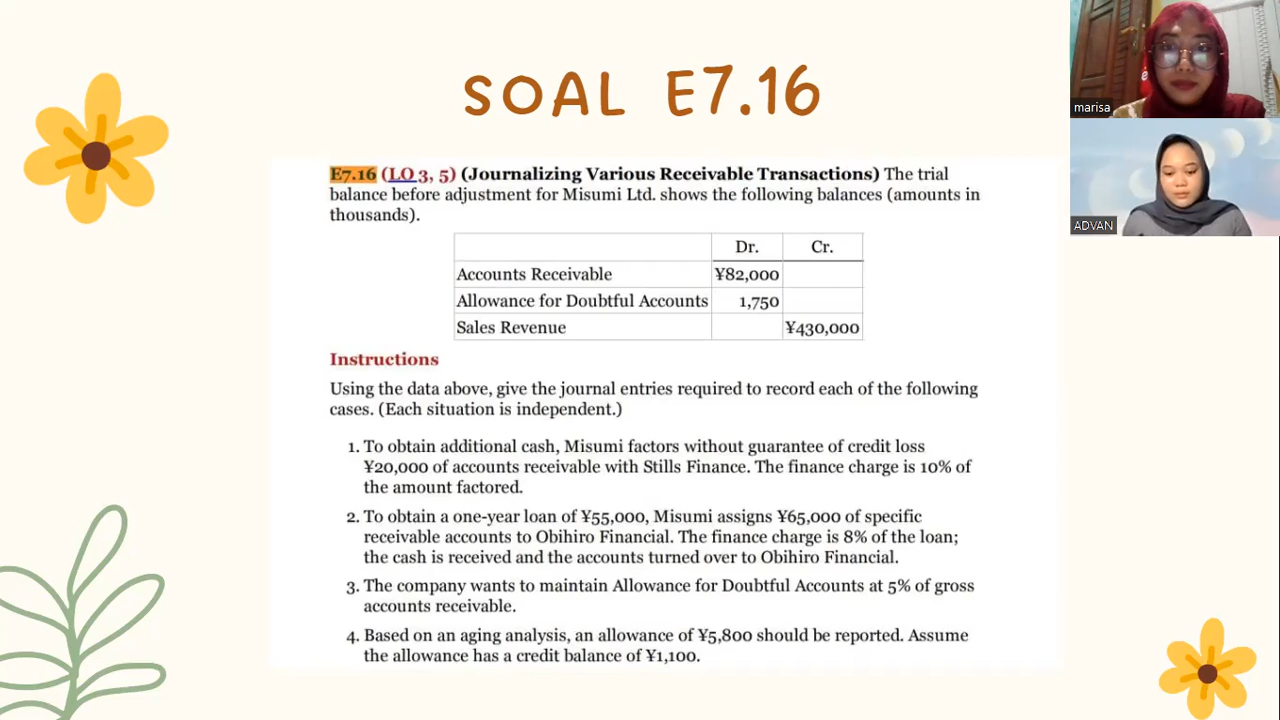 SOAL E7.16
E7.16 (LO 3, 5) (Journalizing Various Receivable Transactions) The trial
balance before adjustment for Misumi Ltd. shows the following balances (amounts in
thousands).
Dr. Cr.
Accounts Receivable ¥82,000
Allowance for Doubtful Accounts 1,750
Sales Revenue ¥430,000
Instructions
Using the data above, give the journal entries required to record each of the following
cases. (Each situation is independent.)
1. To obtain additional cash, Misumi factors without guarantee of credit loss
¥20,000 of accounts receivable with Stills Finance. The finance charge is 10% of
the amount factored.
2. To obtain a one-year loan of ¥55,000, Misumi assigns ¥65,000 of specific
receivable accounts to Obihiro Financial. The finance charge is 8% of the loan;
the cash is received and the accounts turned over to Obihiro Financial.
3. The company wants to maintain Allowance for Doubtful Accounts at 5% of gross
accounts receivable.
4. Based on an aging analysis, an allowance of ¥5,800 should be reported. Assume
the allowance has a credit balance of ¥1,100.
marisa
ADVAN